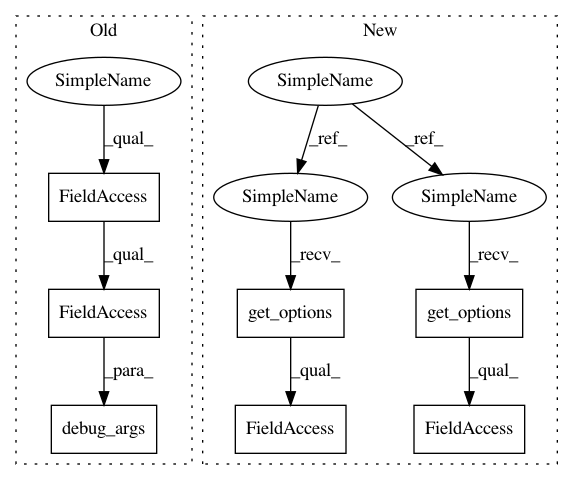 Old
New
SimpleName
SimpleName
_qual_
_ref_
_ref_
FieldAccess
SimpleName
SimpleName
_qual_
_recv_
_recv_
FieldAccess
get_options
get_options
_para_
_qual_
_qual_
debug_args
FieldAccess
FieldAccess